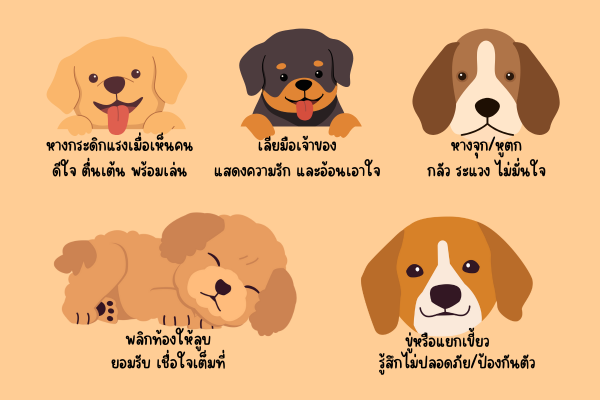 หางกระดิกแรงเมื่อเห็นคน
ดีใจ ตื่นเต้น พร้อมเล่น
เลียมือเจ้าของ
แสดงความรัก และอ้อนเอาใจ
หางจุก/หูตก
กลัว ระแวง ไม่มั่นใจ
พลิกท้องให้ลูบ
ยอมรับ เชื่อใจเต็มที่
ขู่หรือแยกเขี้ยว
รู้สึกไม่ปลอดภัย/ป้องกันตัว